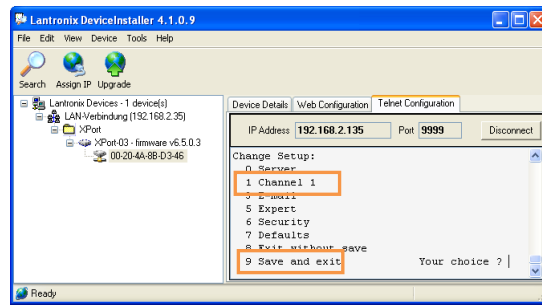 Lantronix DeviceInstaller 4.1.0.9
File Edit View Device Tools Help
Search Assign IP Upgrade
Lantronix Devices - 1 device(s)
LAN-Verbindung (192.168.2.35)
XPort
XPort-03 - firmware v6.5.0.3
00-20-4A-8B-D3-46
Device Details Web Configuration Telnet Configuration
IP Address 192.168.2.135 Port 9999 Disconnect
Change Setup:
0 Server
1 Channel 1
3 E-mail
5 Expert
6 Security
7 Defaults
8 Exit without save
9 Save and exit Your choice ?
Ready